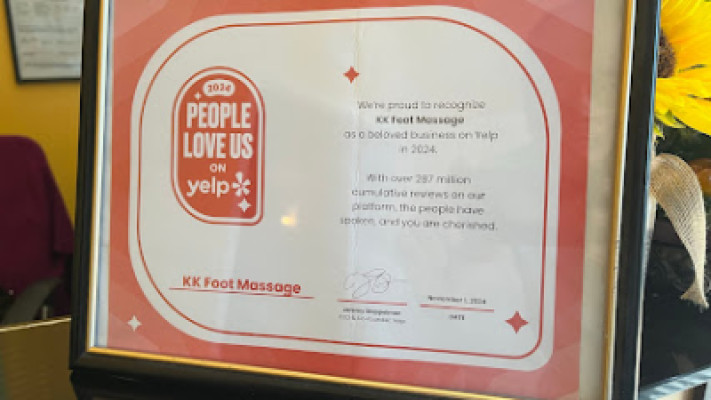 2024
PEOPLE
LOVE US
ON
yelp
We're proud to recognize
KK Foot Massage
as a beloved business on Yelp
in 2024.
With over 287 million
cumulative reviews on our
platform, the people have
spoken, and you are cherished.
KK Foot Massage
November 1, 2024
DATE